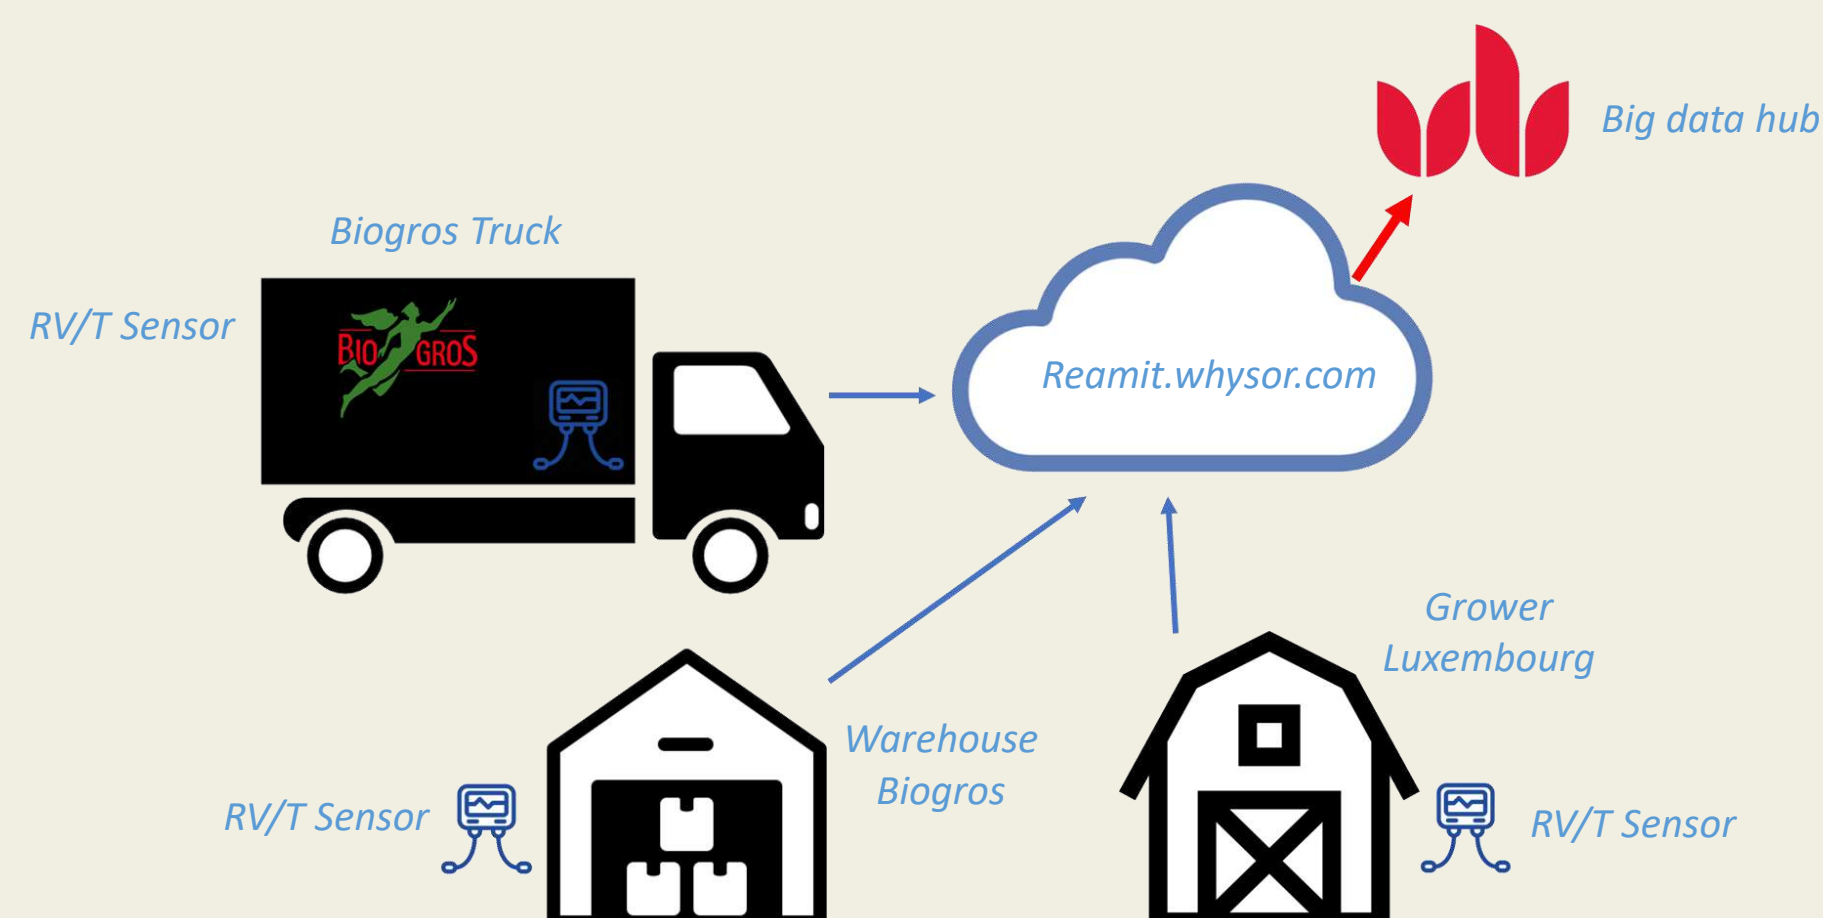 Big data hub
Biogros Truck
RV/T Sensor
BIO GROS
Reamit.whysor.com
Grower
Luxembourg
Warehouse
Biogros
RV/T Sensor
RV/T Sensor